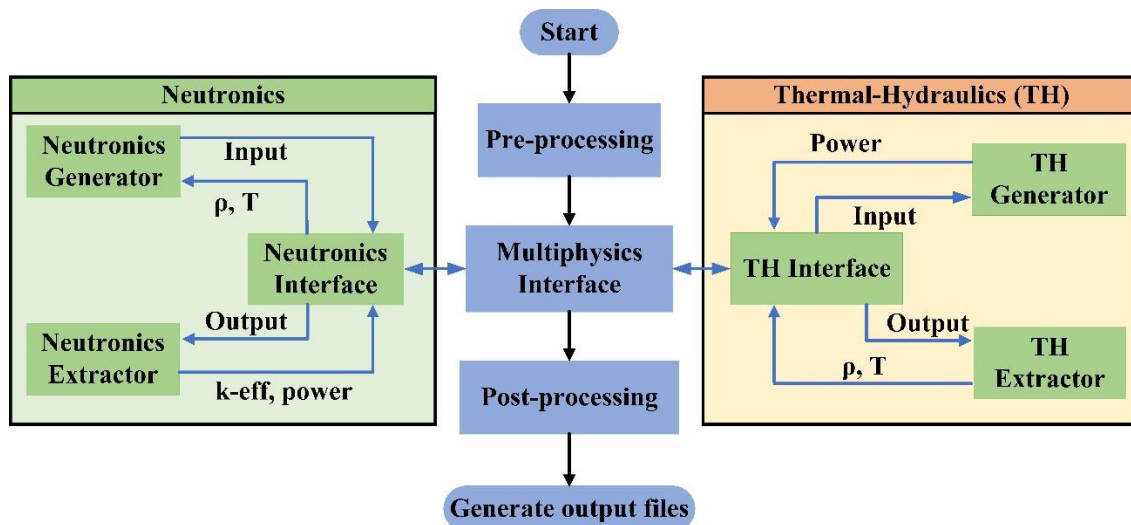 Start
Neutronics
Neutronics
Generator
Input
ρ, T
Neutronics
Interface
Output
Neutronics
Extractor
k-eff, power
Pre-processing
Multiphysics
Interface
Post-processing
Generate output files
Thermal-Hydraulics (TH)
Power
TH
Generator
Input
TH Interface
Output
TH
Extractor
ρ, T